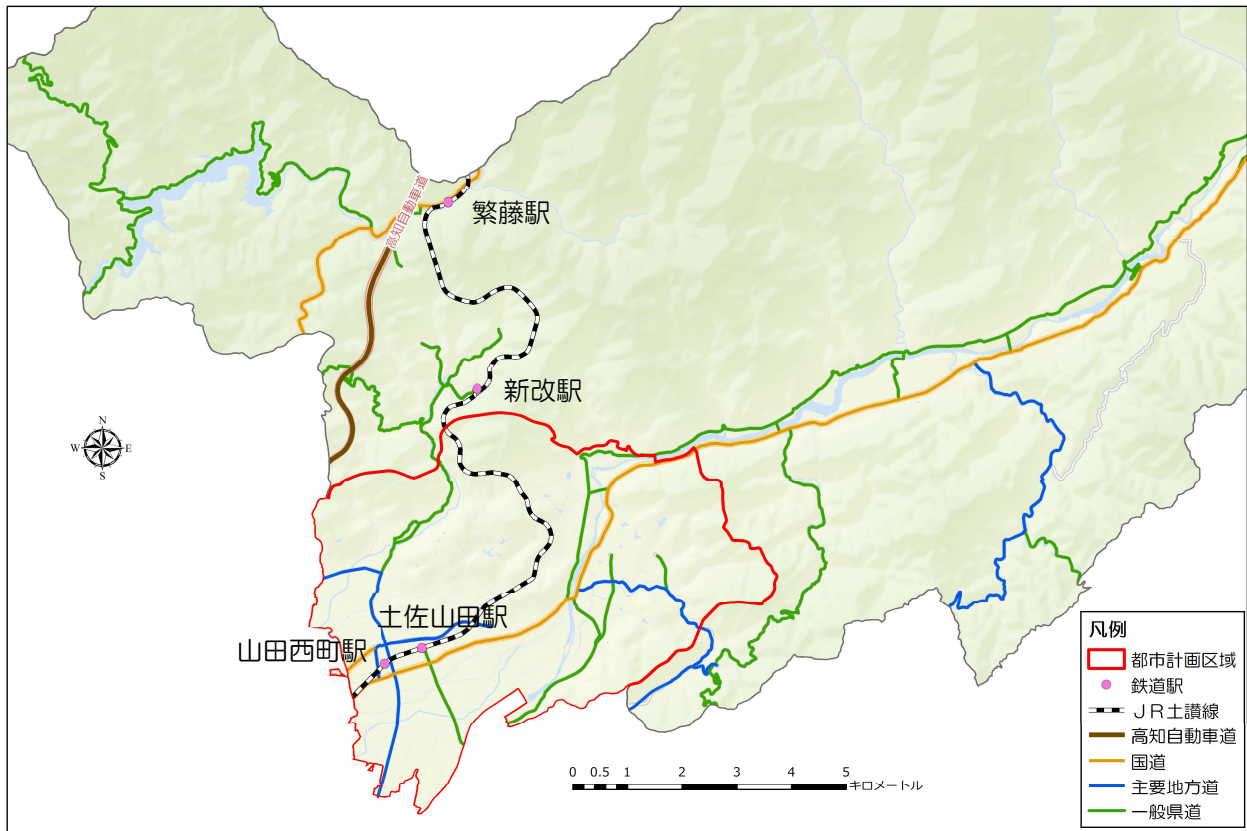 高知自動車道
繁藤駅
新改駅
N
W
E
S
土佐山田駅
山田西町駅
0 0.5 1 2 3 4 5
キロメートル
凡例
都市計画区域
鉄道駅
ＪＲ土讃線
高知自動車道
国道
主要地方道
一般県道